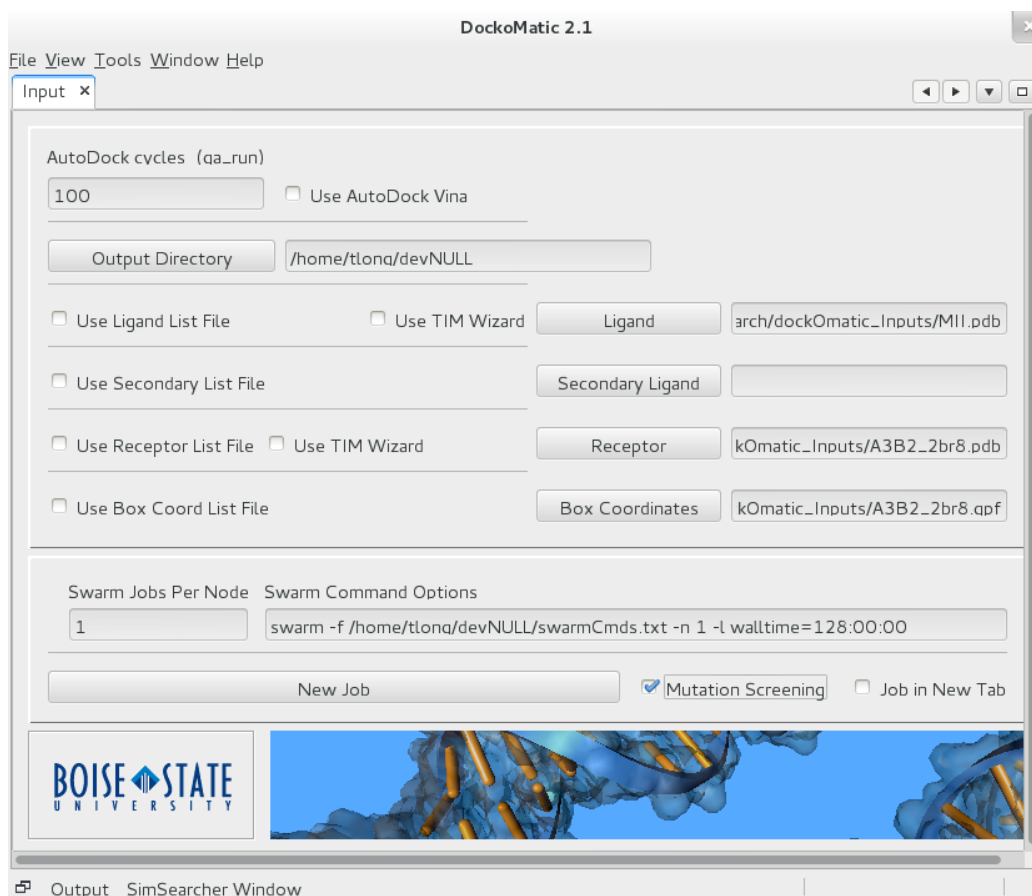 DockoMatic 2.1
File View Tools Window Help
Input
AutoDock cycles (ga_run)
100
Use AutoDock Vina
Output Directory
/home/tlong/devNULL
Use Ligand List File
Use TIM Wizard
Ligand
arch/dockOmatic_Inputs/MII.pdb
Use Secondary List File
Secondary Ligand
Use Receptor List File
Use TIM Wizard
Receptor
kOmatic_Inputs/A3B2_2br8.pdb
Use Box Coord List File
Box Coordinates
kOmatic_Inputs/A3B2_2br8.gpf
Swarm Jobs Per Node
Swarm Command Options
1
swarm -f /home/tlong/devNULL/swarmCmds.txt -n 1 -l walltime=128:00:00
New Job
Mutation Screening
Job in New Tab
BOISE STATE
UNIVERSITY
Output
SimSearcher Window